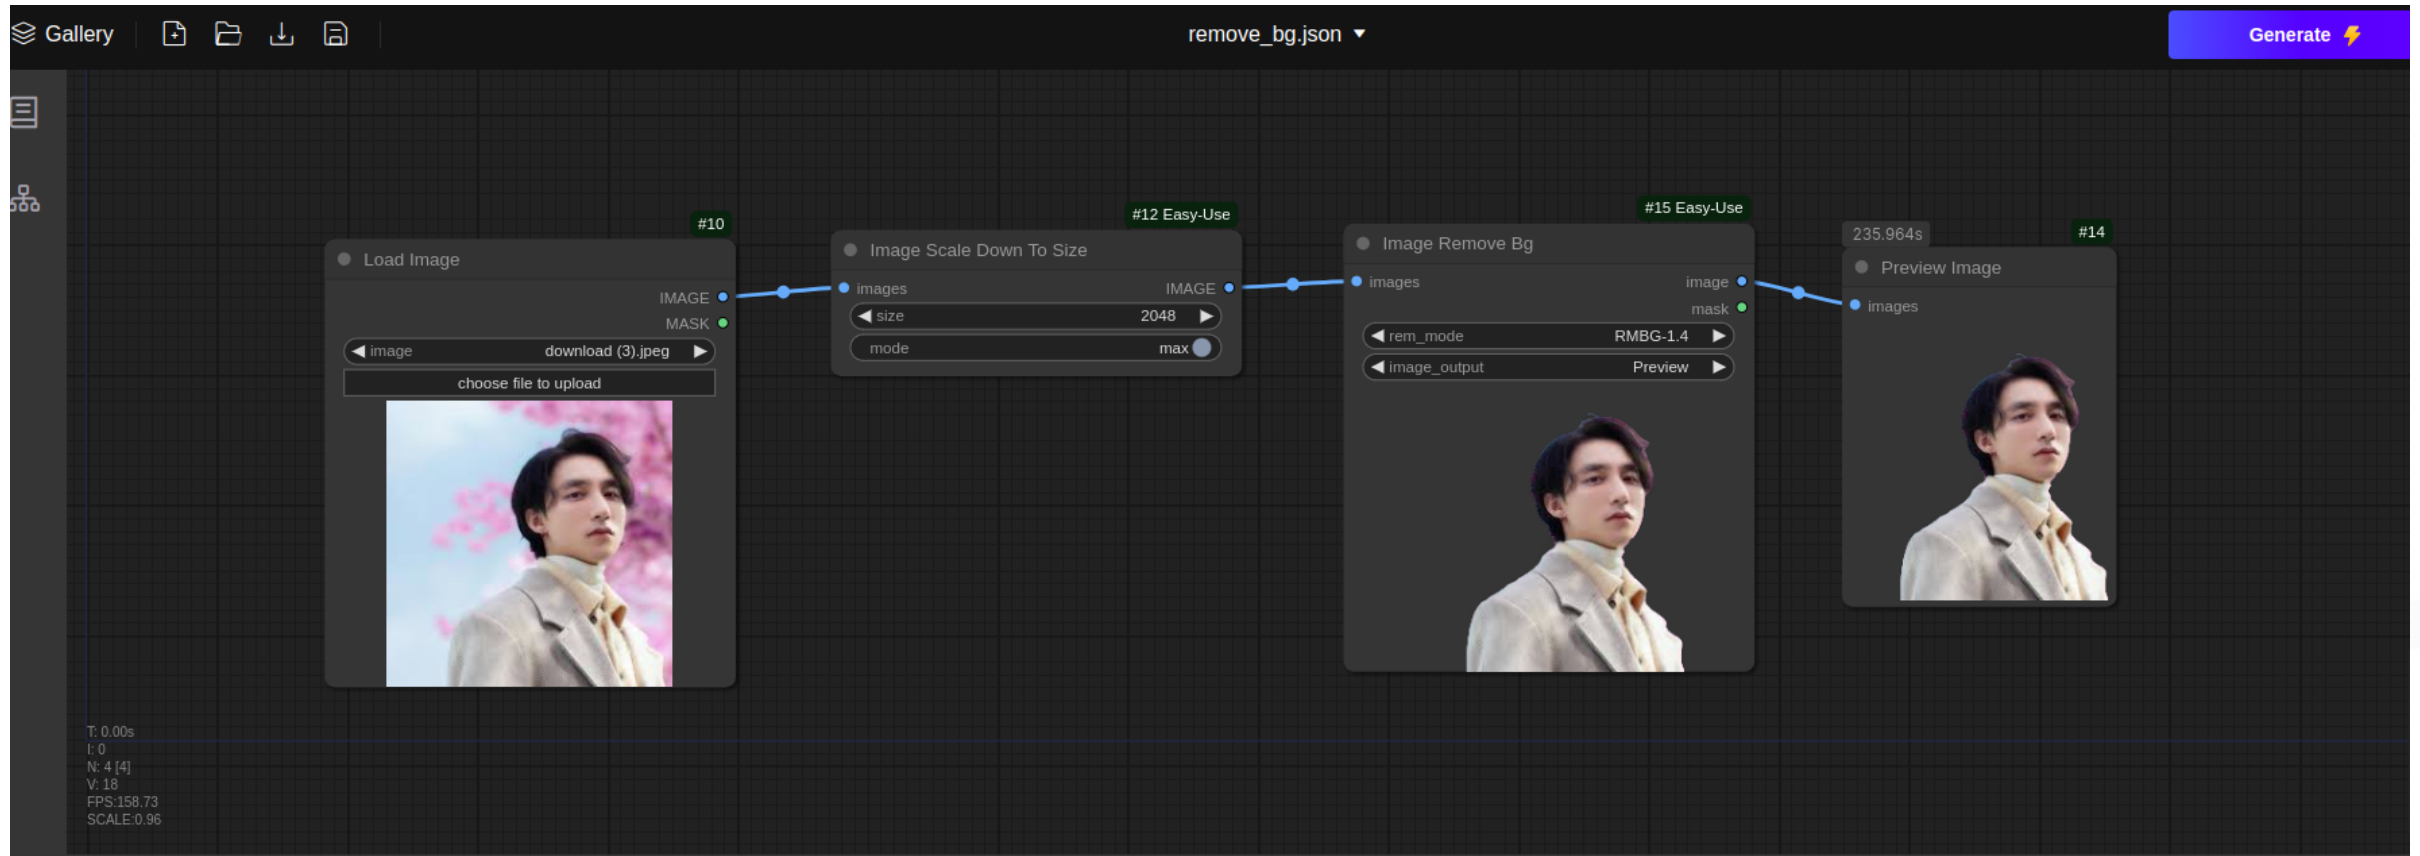 Gallery
remove_bg.json
Generate
#10
Load Image
IMAGE
MASK
image download (3).jpeg
choose file to upload
#12 Easy-Use
Image Scale Down To Size
images IMAGE
size 2048
mode max
#15 Easy-Use
Image Remove Bg
images image
mask
rem_mode RMBG-1.4
image_output Preview
235.964s #14
Preview Image
images
T: 0.00s
I: 0
N: 4 [4]
V: 18
FPS:158.73
SCALE:0.96